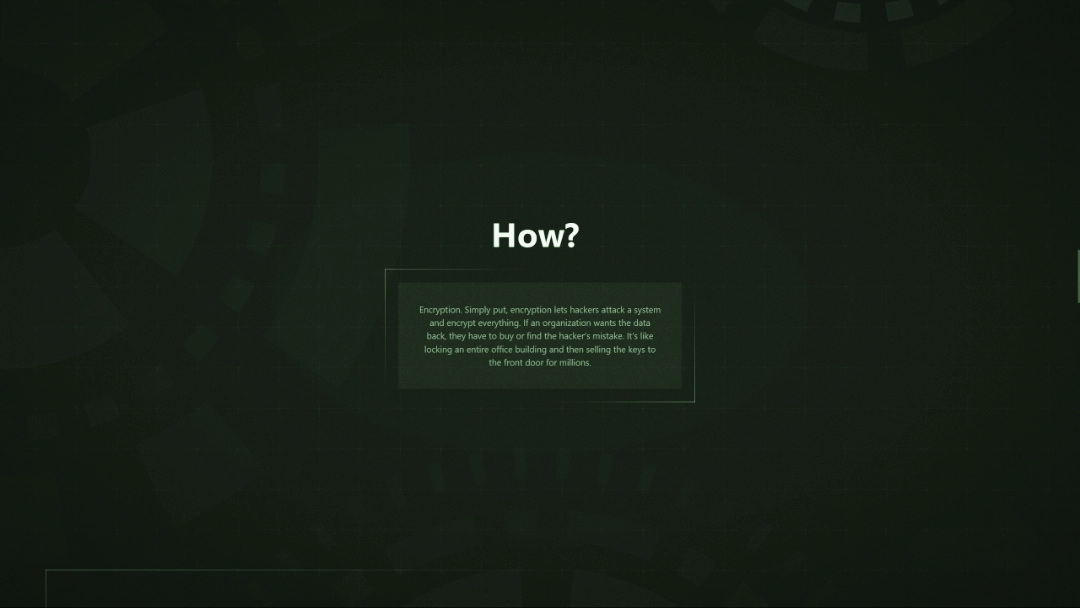 How?
Encryption. Simply put, encryption lets hackers attack a system
and encrypt everything. If an organization wants the data
back, they have to buy or find the hacker's mistake. It's like
locking an entire office building and then selling the keys to
the front door for millions.